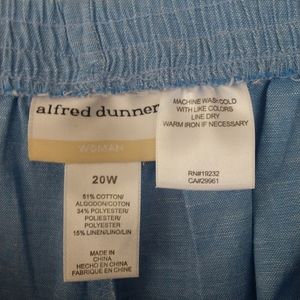 alfred dunner
WOMAN
20W
51% COTTON/
ALGODON/COTON
34% POLYESTER/
POLIESTER/
POLYESTER
15% LINEN/LINO/LIN
MADE IN
CHINA
HECHO EN CHINA
FABRIQUÉ EN CHINE
MACHINE WASH COLD
WITH LIKE COLORS
LINE DRY
WARM IRON IF NECESSARY
RN#19232
CA#29961